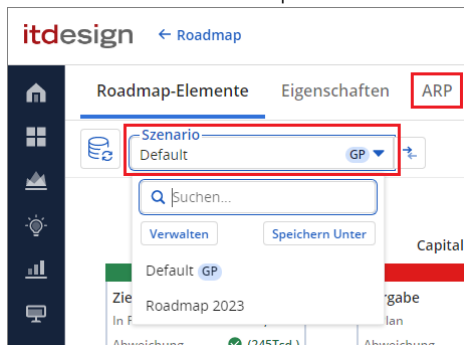 itdesign ← Roadmap
Roadmap-Elemente Eigenschaften ARP
Szenario
Default GP
Suchen...
Verwalten Speichern Unter
Capital
Default GP
Roadmap 2023
Zie rgabe
In lan
Abweichung (245Tsd.) Abweichung